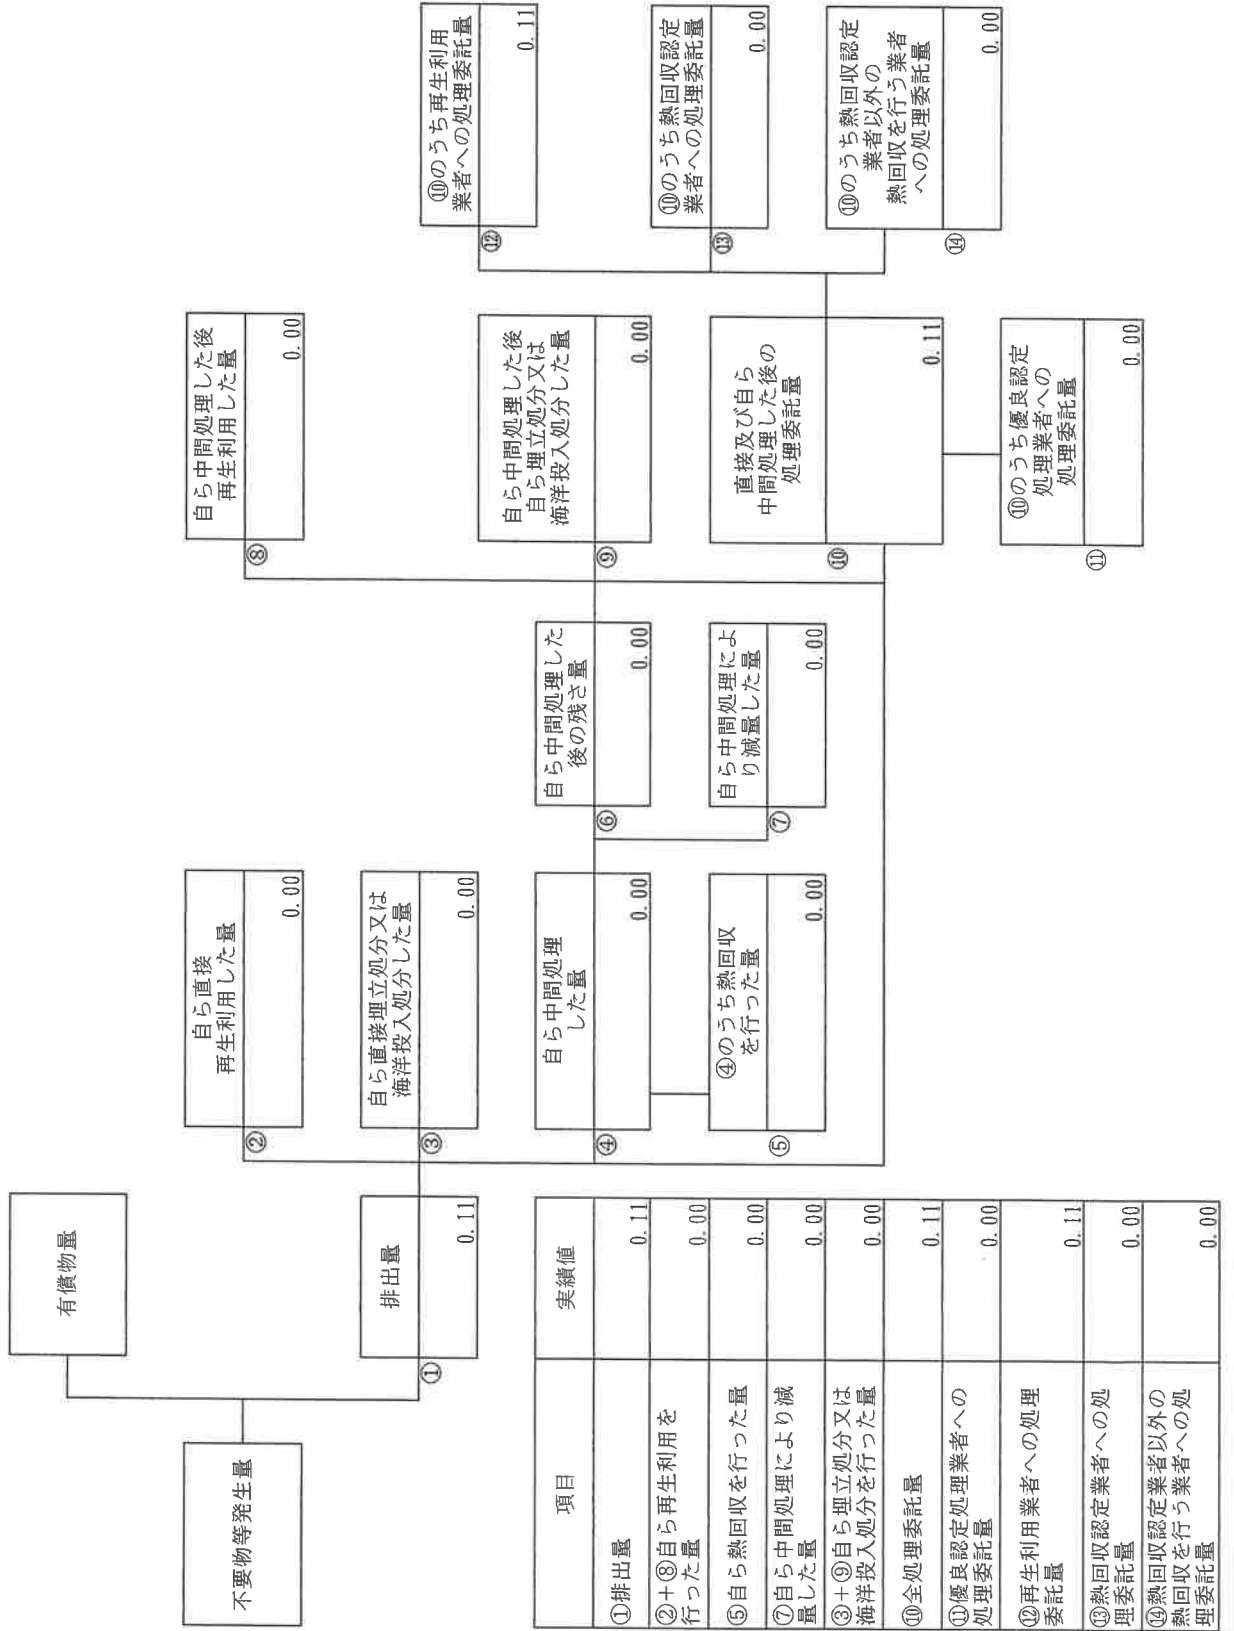 不要物等発生量
有償物量
①
排出量
0.11
②
自ら直接
再生利用した量
0.00
③
自ら直接埋立処分又は
海洋投入処分した量
0.00
④
自ら中間処理
した量
0.00
⑤
④のうち熱回収
を行った量
0.00
⑥
自ら中間処理した
後の残さ量
0.00
⑦
自ら中間処理によ
り減量した量
0.00
⑧
自ら中間処理した後
再生利用した量
0.00
⑨
自ら中間処理した後
自ら埋立処分又は
海洋投入処分した量
0.00
⑩
直接及び自ら
中間処理した後の
処理委託量
0.11
⑪
⑩のうち優良認定
処理業者への
処理委託量
0.00
⑫
⑩のうち再生利用
業者への処理委託量
0.11
⑬
⑩のうち熱回収認定
業者への処理委託量
0.00
⑭
⑩のうち熱回収認定
業者以外の
熱回収を行う業者
への処理委託量
0.00
項目 実績値
①排出量 0.11
②+⑧自ら再生利用を
行った量 0.00
⑤自ら熱回収を行った量 0.00
⑦自ら中間処理により減
量した量 0.00
③+⑨自ら埋立処分又は
海洋投入処分を行った量 0.00
⑩全処理委託量 0.11
⑪優良認定処理業者への
処理委託量 0.00
⑫再生利用業者への処理
委託量 0.11
⑬熱回収認定業者への処
理委託量 0.00
⑭熱回収認定業者以外の
熱回収を行う業者への処
理委託量 0.00